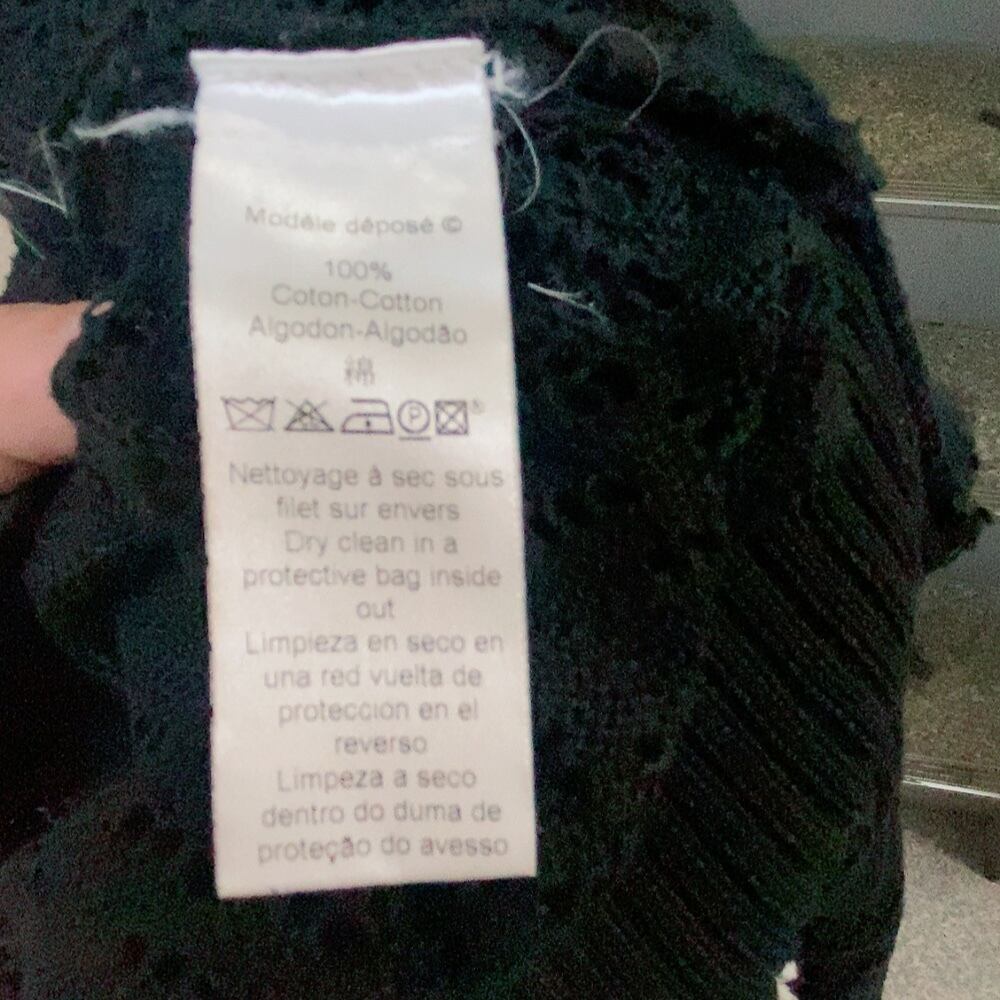 Modéle déposé ©
100%
Coton-Cotton
Algodon-Algodão
綿
P
Nettoyage à sec sous
filet sur envers
Dry clean in a
protective bag inside
out
Limpieza en seco en
una red vuelta de
proteccion en el
reverso
Limpeza a seco
dentro do duma de
proteção do avesso